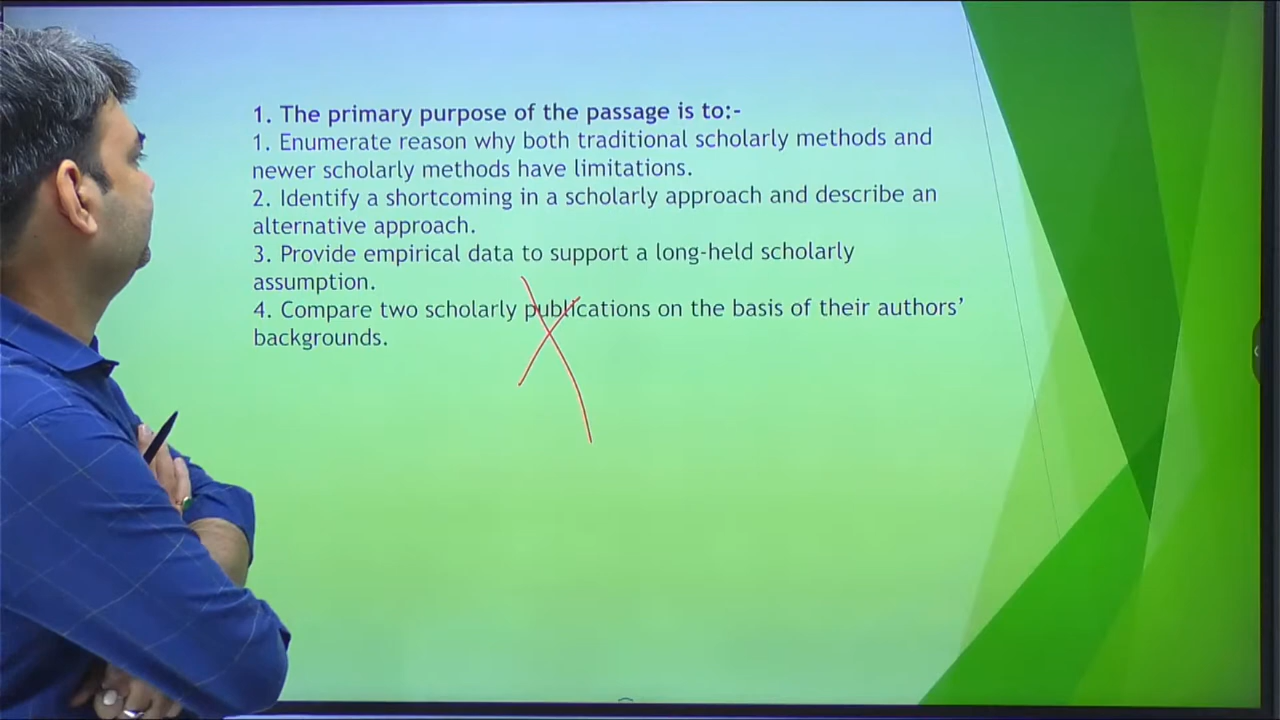 1. The primary purpose of the passage is to:-
1. Enumerate reason why both traditional scholarly methods and
newer scholarly methods have limitations.
2. Identify a shortcoming in a scholarly approach and describe an
alternative approach.
3. Provide empirical data to support a long-held scholarly
assumption.
4. Compare two scholarly publications on the basis of their authors’
backgrounds.